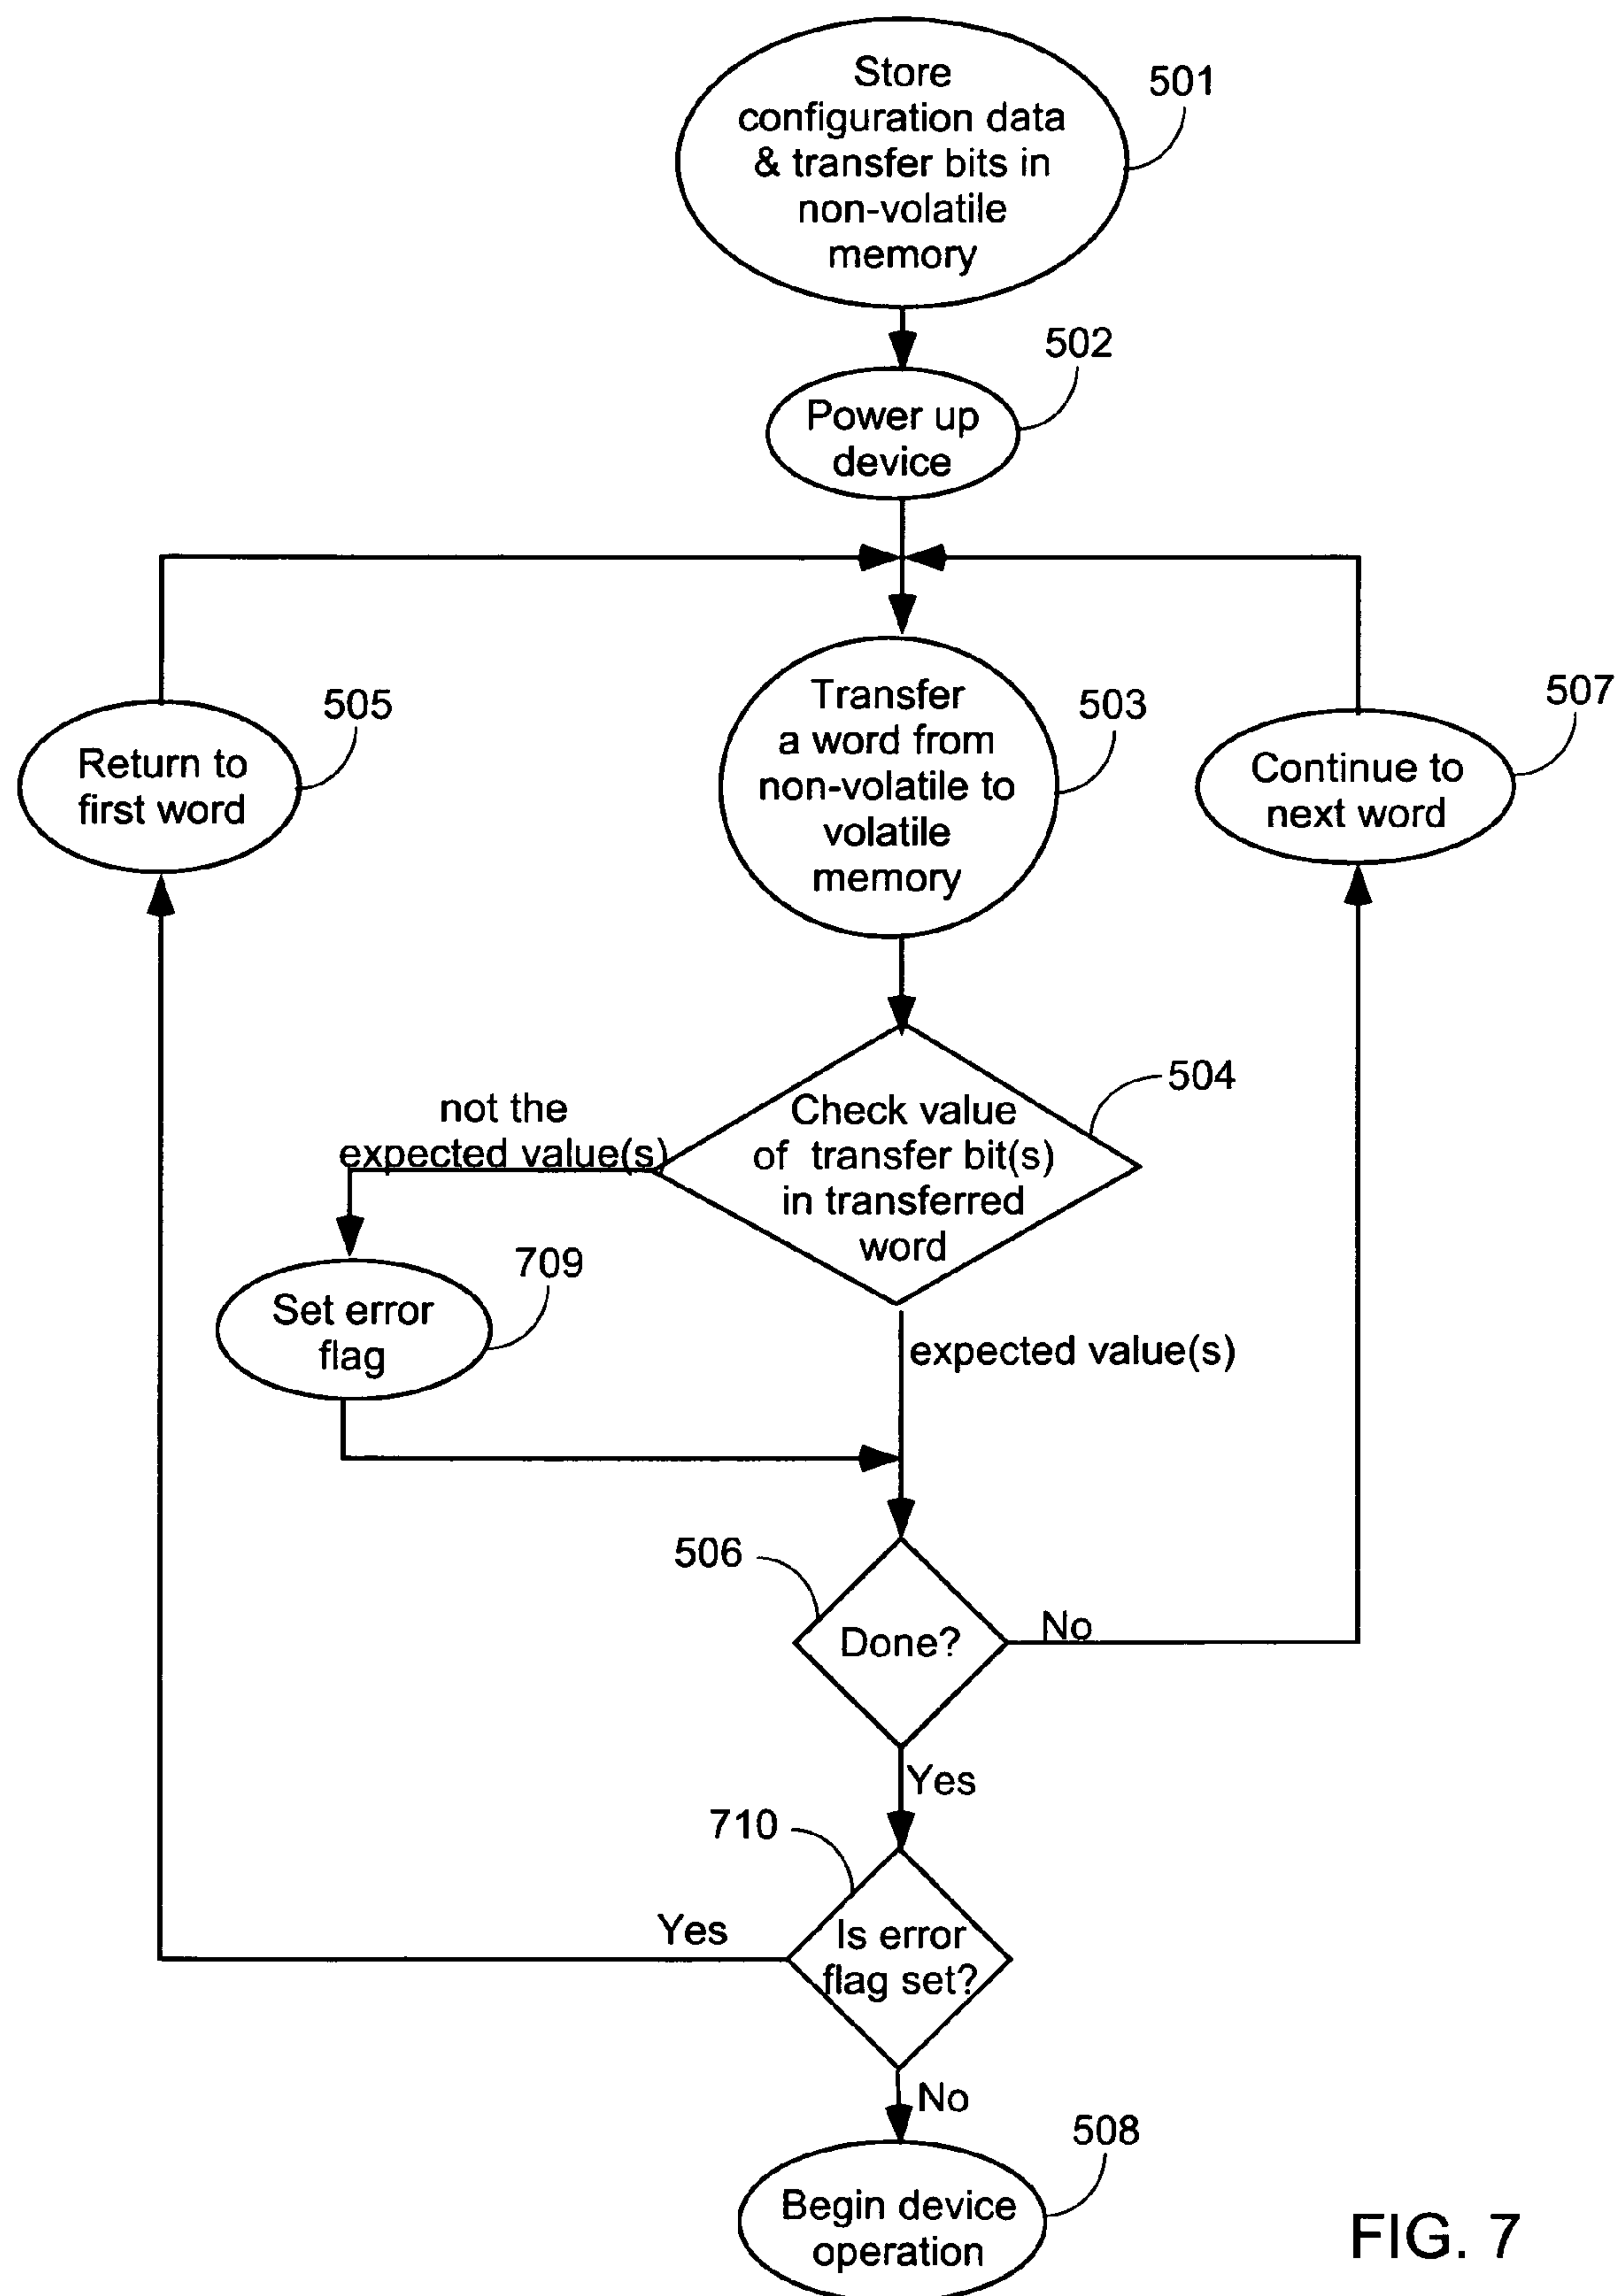 Store
configuration data
& transfer bits in
non-volatile
memory
501
502
Power up
device
505
Return to
first word
Transfer
a word from
non-volatile to
volatile
memory
503
507
Continue to
next word
504
Check value
of transfer bit(s)
in transferred
word
not the
expected value(s)
709
Set error
flag
expected value(s)
506
Done?
No
Yes
710
Is error
flag set?
Yes
No
508
Begin device
operation
FIG. 7